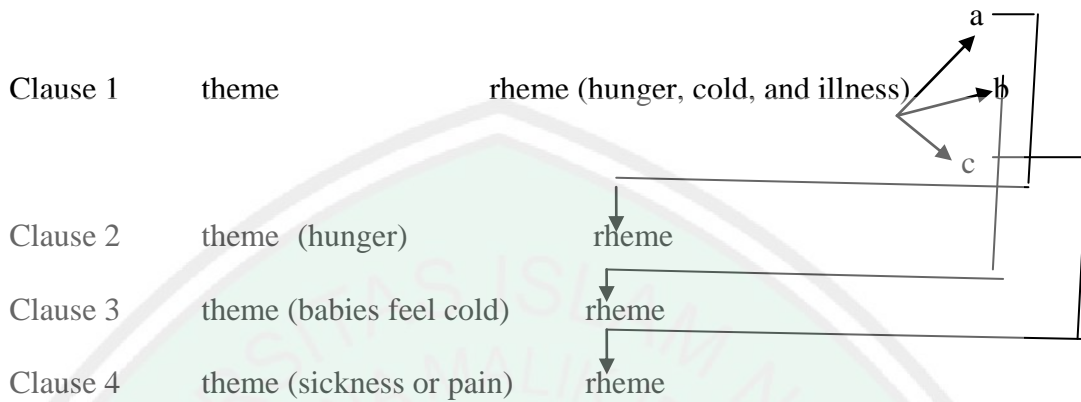 a
Clause 1 theme rheme (hunger, cold, and illness) b
c
Clause 2 theme (hunger) rheme
Clause 3 theme (babies feel cold) rheme
Clause 4 theme (sickness or pain) rheme